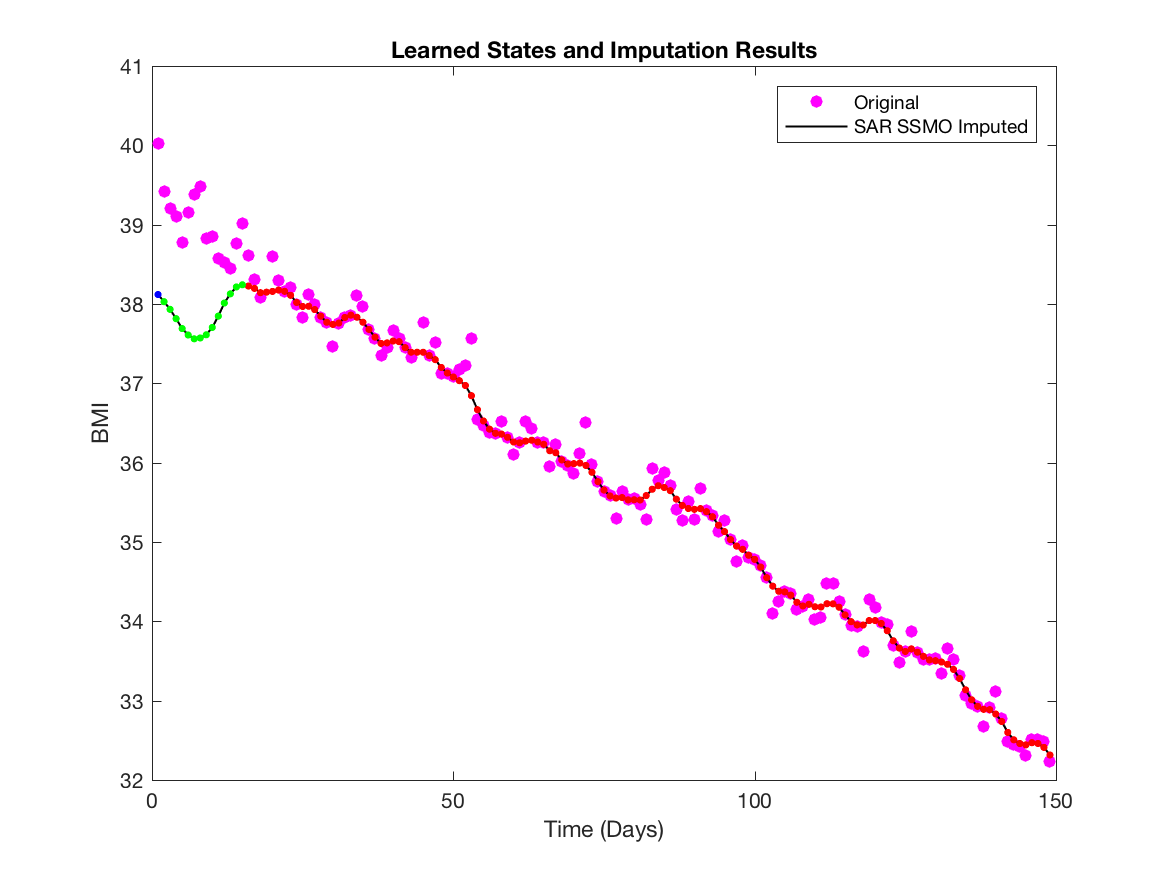 Learned States and Imputation Results
Original
SAR SSMO Imputed
BMI
41
40
39
38
37
36
35
34
33
32
0
50
100
150
Time (Days)